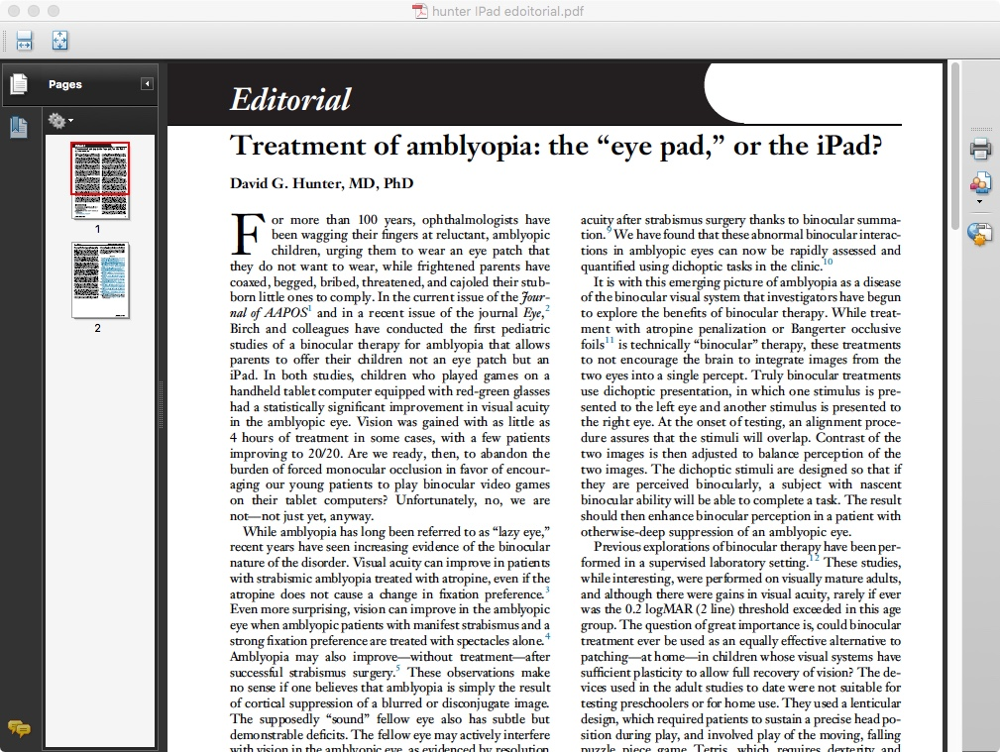 hunter IPad edoitorial.pdf
Pages
1
2
Editorial
Treatment of amblyopia: the “eye pad,” or the iPad?
David G. Hunter, MD, PhD
For more than 100 years, ophthalmologists have
been wagging their fingers at reluctant, amblyopic
children, urging them to wear an eye patch that
they do not want to wear, while frightened parents have
coaxed, begged, bribed, threatened, and cajoled their stub-
born little ones to comply. In the current issue of the Jour-
nal of AAPOS1 and in a recent issue of the journal Eye,2
Birch and colleagues have conducted the first pediatric
studies of a binocular therapy for amblyopia that allows
parents to offer their children not an eye patch but an
iPad. In both studies, children who played games on a
handheld tablet computer equipped with red-green glasses
had a statistically significant improvement in visual acuity
in the amblyopic eye. Vision was gained with as little as
4 hours of treatment in some cases, with a few patients
improving to 20/20. Are we ready, then, to abandon the
burden of forced monocular occlusion in favor of encour-
aging our young patients to play binocular video games
on their tablet computers? Unfortunately, no, we are
not—not just yet, anyway.
While amblyopia has long been referred to as “lazy eye,”
recent years have seen increasing evidence of the binocular
nature of the disorder. Visual acuity can improve in patients
with strabismic amblyopia treated with atropine, even if the
atropine does not cause a change in fixation preference.3
Even more surprising, vision can improve in the amblyopic
eye when amblyopic patients with manifest strabismus and a
strong fixation preference are treated with spectacles alone.4
Amblyopia may also improve—without treatment—after
successful strabismus surgery.5 These observations make
no sense if one believes that amblyopia is simply the result
of cortical suppression of a blurred or disconjugate image.
The supposedly “sound” fellow eye also has subtle but
demonstrable deficits. The fellow eye may actively interfere
with vision in the amblyopic eye, as evidenced by resolution
acuity after strabismus surgery thanks to binocular summa-
tion.9 We have found that these abnormal binocular interac-
tions in amblyopic eyes can now be rapidly assessed and
quantified using dichoptic tasks in the clinic.10
It is with this emerging picture of amblyopia as a disease
of the binocular visual system that investigators have begun
to explore the benefits of binocular therapy. While treat-
ment with atropine penalization or Bangerter occlusive
foils11 is technically “binocular” therapy, these treatments
to not encourage the brain to integrate images from the
two eyes into a single percept. Truly binocular treatments
use dichoptic presentation, in which one stimulus is pre-
sented to the left eye and another stimulus is presented to
the right eye. At the onset of testing, an alignment proce-
dure assures that the stimuli will overlap. Contrast of the
two images is then adjusted to balance perception of the
two images. The dichoptic stimuli are designed so that if
they are perceived binocularly, a subject with nascent
binocular ability will be able to complete a task. The result
should then enhance binocular perception in a patient with
otherwise-deep suppression of an amblyopic eye.
Previous explorations of binocular therapy have been per-
formed in a supervised laboratory setting.12 These studies,
while interesting, were performed on visually mature adults,
and although there were gains in visual acuity, rarely if ever
was the 0.2 logMAR (2 line) threshold exceeded in this age
group. The question of great importance is, could binocular
treatment ever be used as an equally effective alternative to
patching—at home—in children whose visual systems have
sufficient plasticity to allow full recovery of vision? The de-
vices used in the adult studies to date were not suitable for
testing preschoolers or for home use. They used a lenticular
design, which required patients to sustain a precise head po-
sition during play, and involved play of the moving, falling
puzzle piece game, Tetris, which requires dexterity and